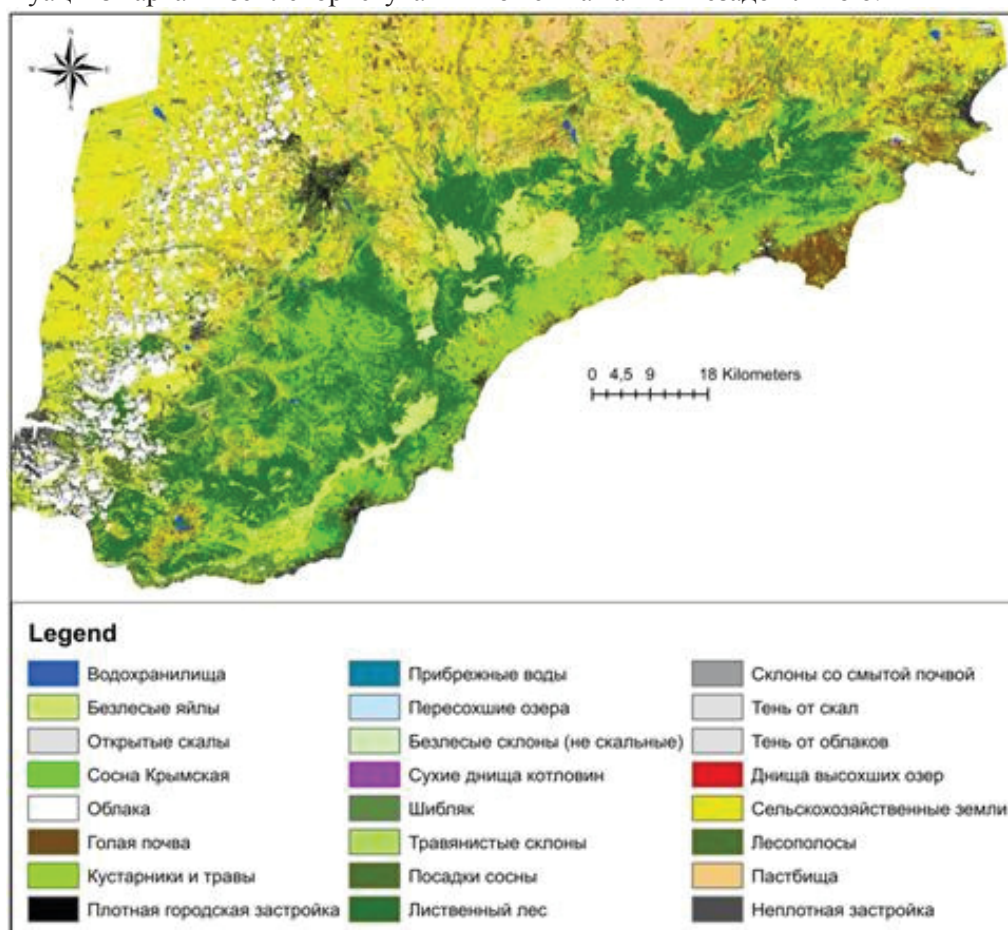 0 4,5 9 18 Kilometers
Legend
Водохранилища
Безлесые яйлы
Открытые скалы
Сосна Крымская
Облака
Голая почва
Кустарники и травы
Плотная городская застройка
Прибрежные воды
Пересохшие озера
Безлесые склоны (не скальные)
Сухие днища котловин
Шибляк
Травянистые склоны
Посадки сосны
Лиственный лес
Склоны со смытой почвой
Тень от скал
Тень от облаков
Днища высохших озер
Сельскохозяйственные земли
Лесополосы
Пастбища
Неплотная застройка